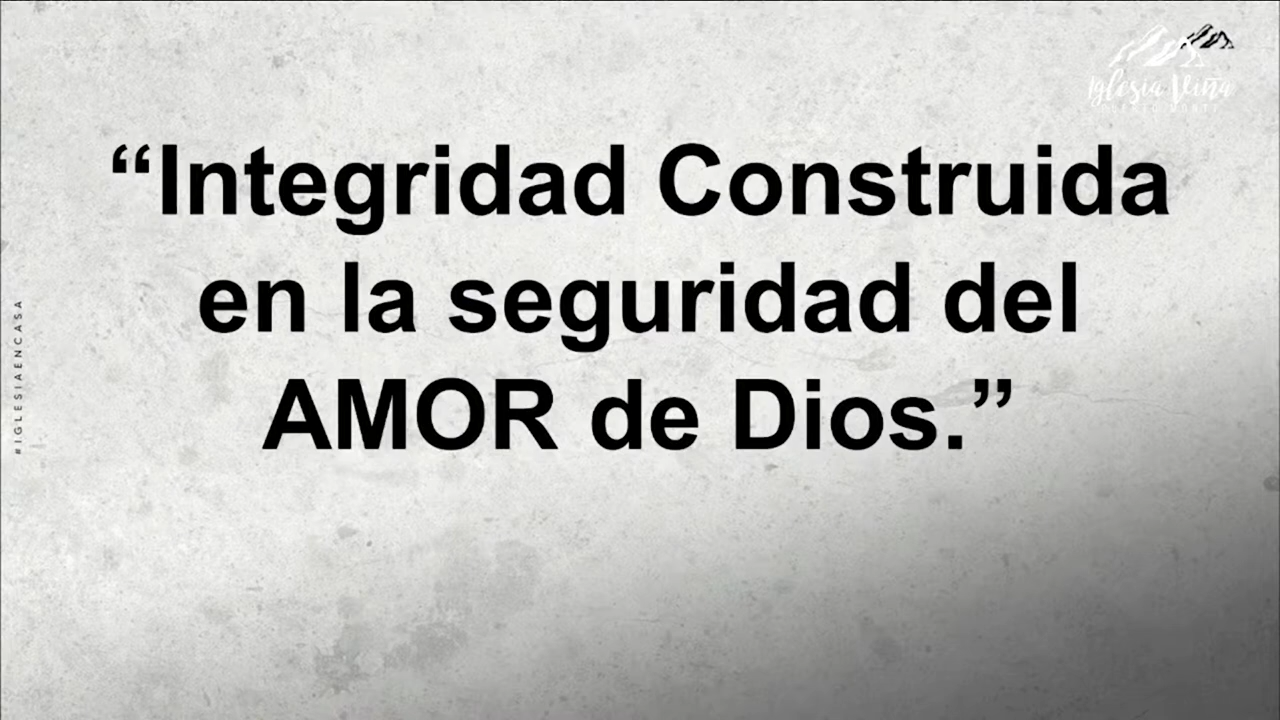 Iglesia Viña
“Integridad Construida
en la seguridad del
AMOR de Dios.”
#IGLESIAENCASA